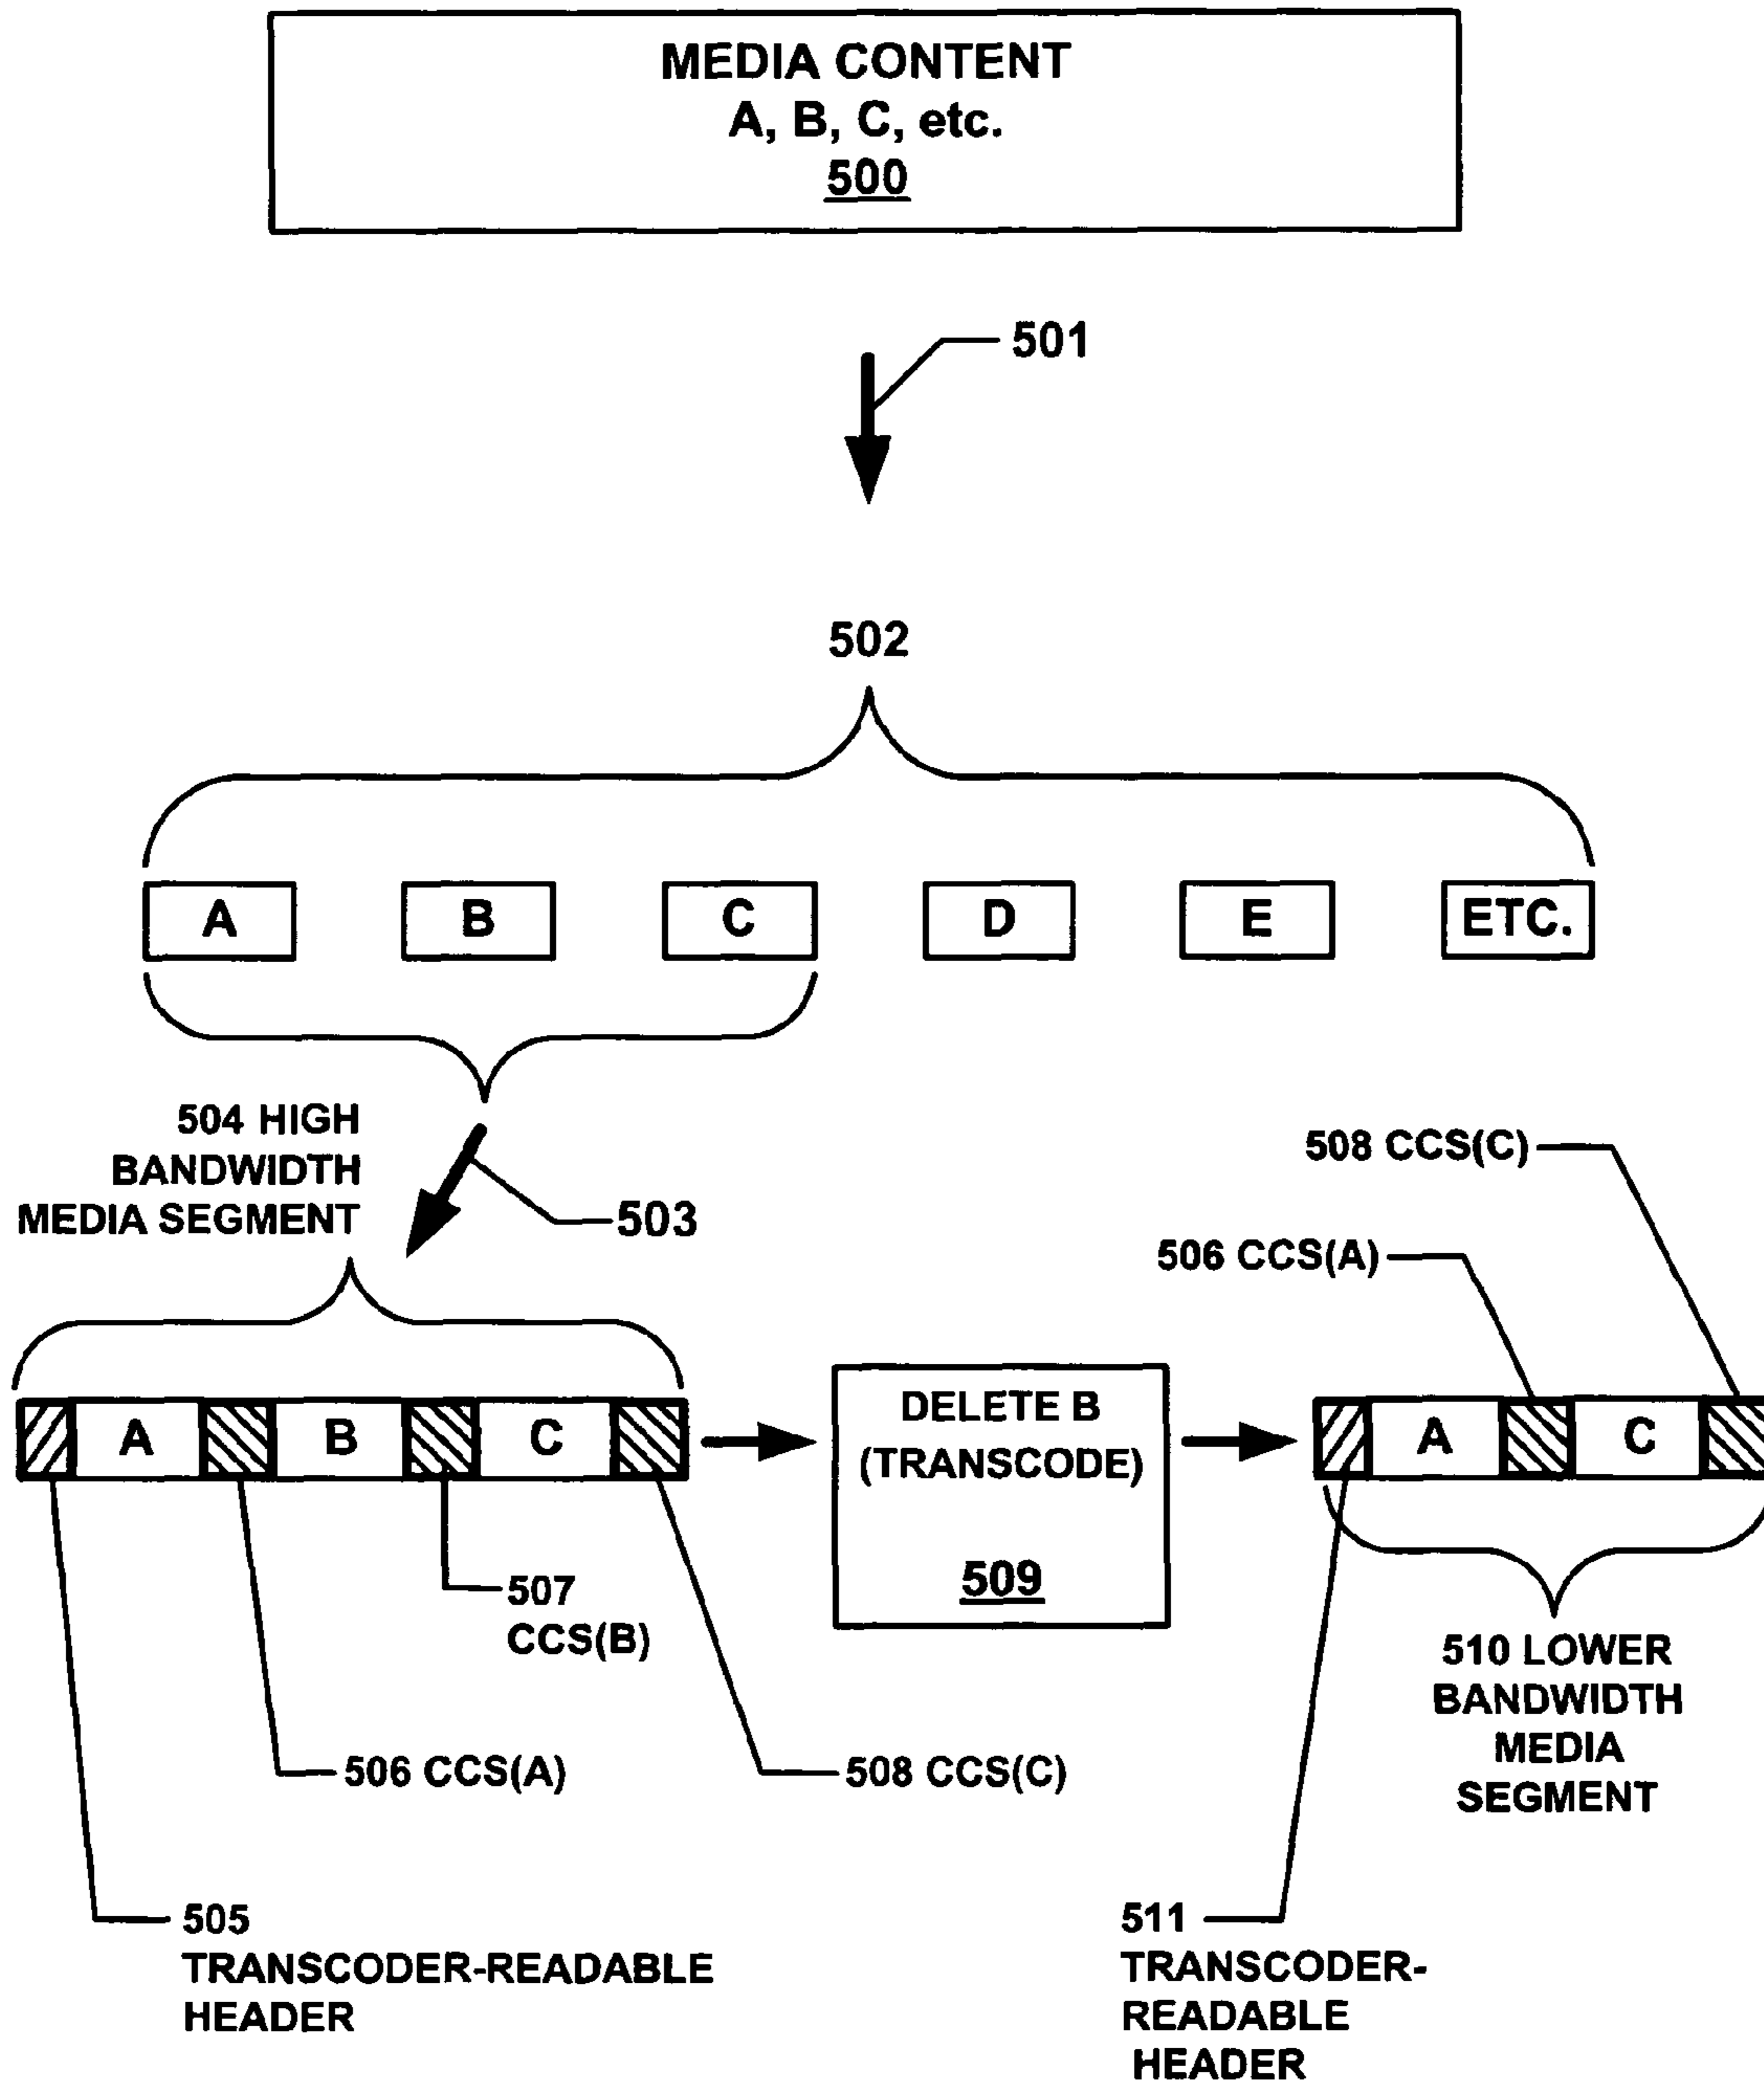 MEDIA CONTENT
A, B, C, etc.
500
501
502
A B C D E ETC.
504 HIGH
BANDWIDTH
MEDIA SEGMENT
503
508 CCS(C)
506 CCS(A)
A B C
DELETE B
(TRANSCODE)
509
A C
507
CCS(B)
506 CCS(A)
508 CCS(C)
510 LOWER
BANDWIDTH
MEDIA
SEGMENT
505
TRANSCODER-READABLE
HEADER
511
TRANSCODER-
READABLE
HEADER